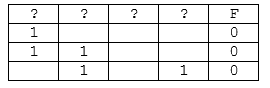 ? ? ? ? F
1 0
1 1 0
1 1 0